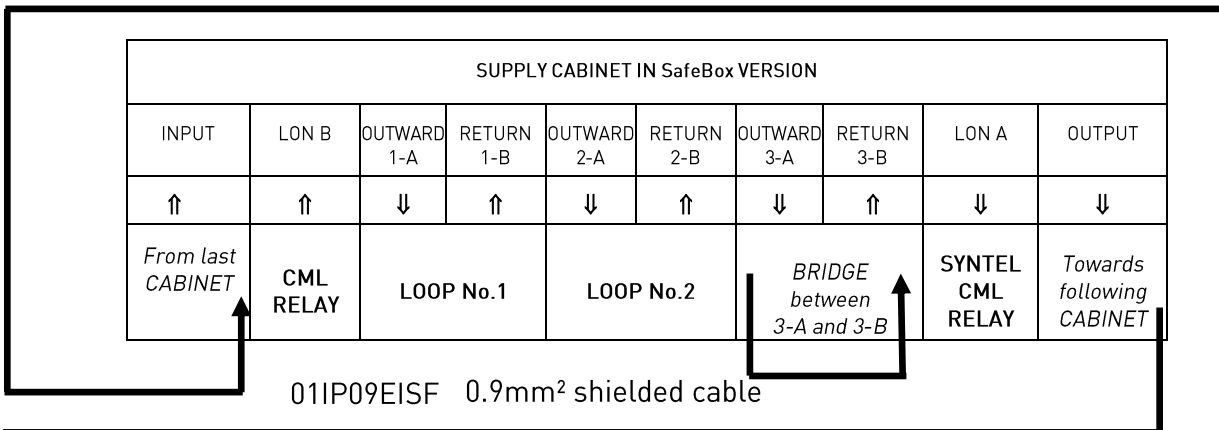 SUPPLY CABINET IN SafeBox VERSION
INPUT LON B OUTWARD 1-A RETURN 1-B OUTWARD 2-A RETURN 2-B OUTWARD 3-A RETURN 3-B LON A OUTPUT
⇑ ⇑ ⇓ ⇑ ⇓ ⇑ ⇓ ⇑ ⇓ ⇓
From last
CABINET
CML
RELAY
LOOP No.1
LOOP No.2
BRIDGE
between
3-A and 3-B
SYNTEL
CML
RELAY
Towards
following
CABINET
01IP09EISF 0.9mm² shielded cable